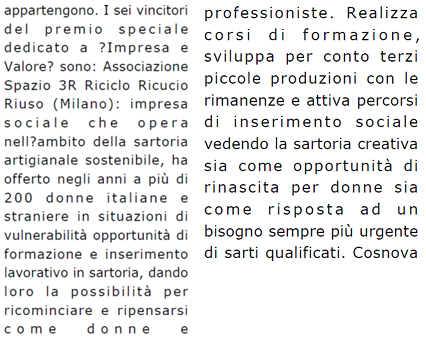 appartengono. I sei vincitori
del premio speciale
dedicato a ?Impresa e
Valore? sono: Associazione
Spazio 3R Riciclo Ricucio
Riuso (Milano): impresa
sociale che opera
nell?ambito della sartoria
artigianale sostenibile, ha
offerto negli anni a più di
200 donne italiane e
straniere in situazioni di
vulnerabilità opportunità di
formazione e inserimento
lavorativo in sartoria, dando
loro la possibilità per
ricominciare e ripensarsi
come donne e
professioniste. Realizza
corsi di formazione,
sviluppa per conto terzi
piccole produzioni con le
rimanenze e attiva percorsi
di inserimento sociale
vedendo la sartoria creativa
sia come opportunità di
rinascita per donne sia
come risposta ad un
bisogno sempre più urgente
di sarti qualificati. Cosnova